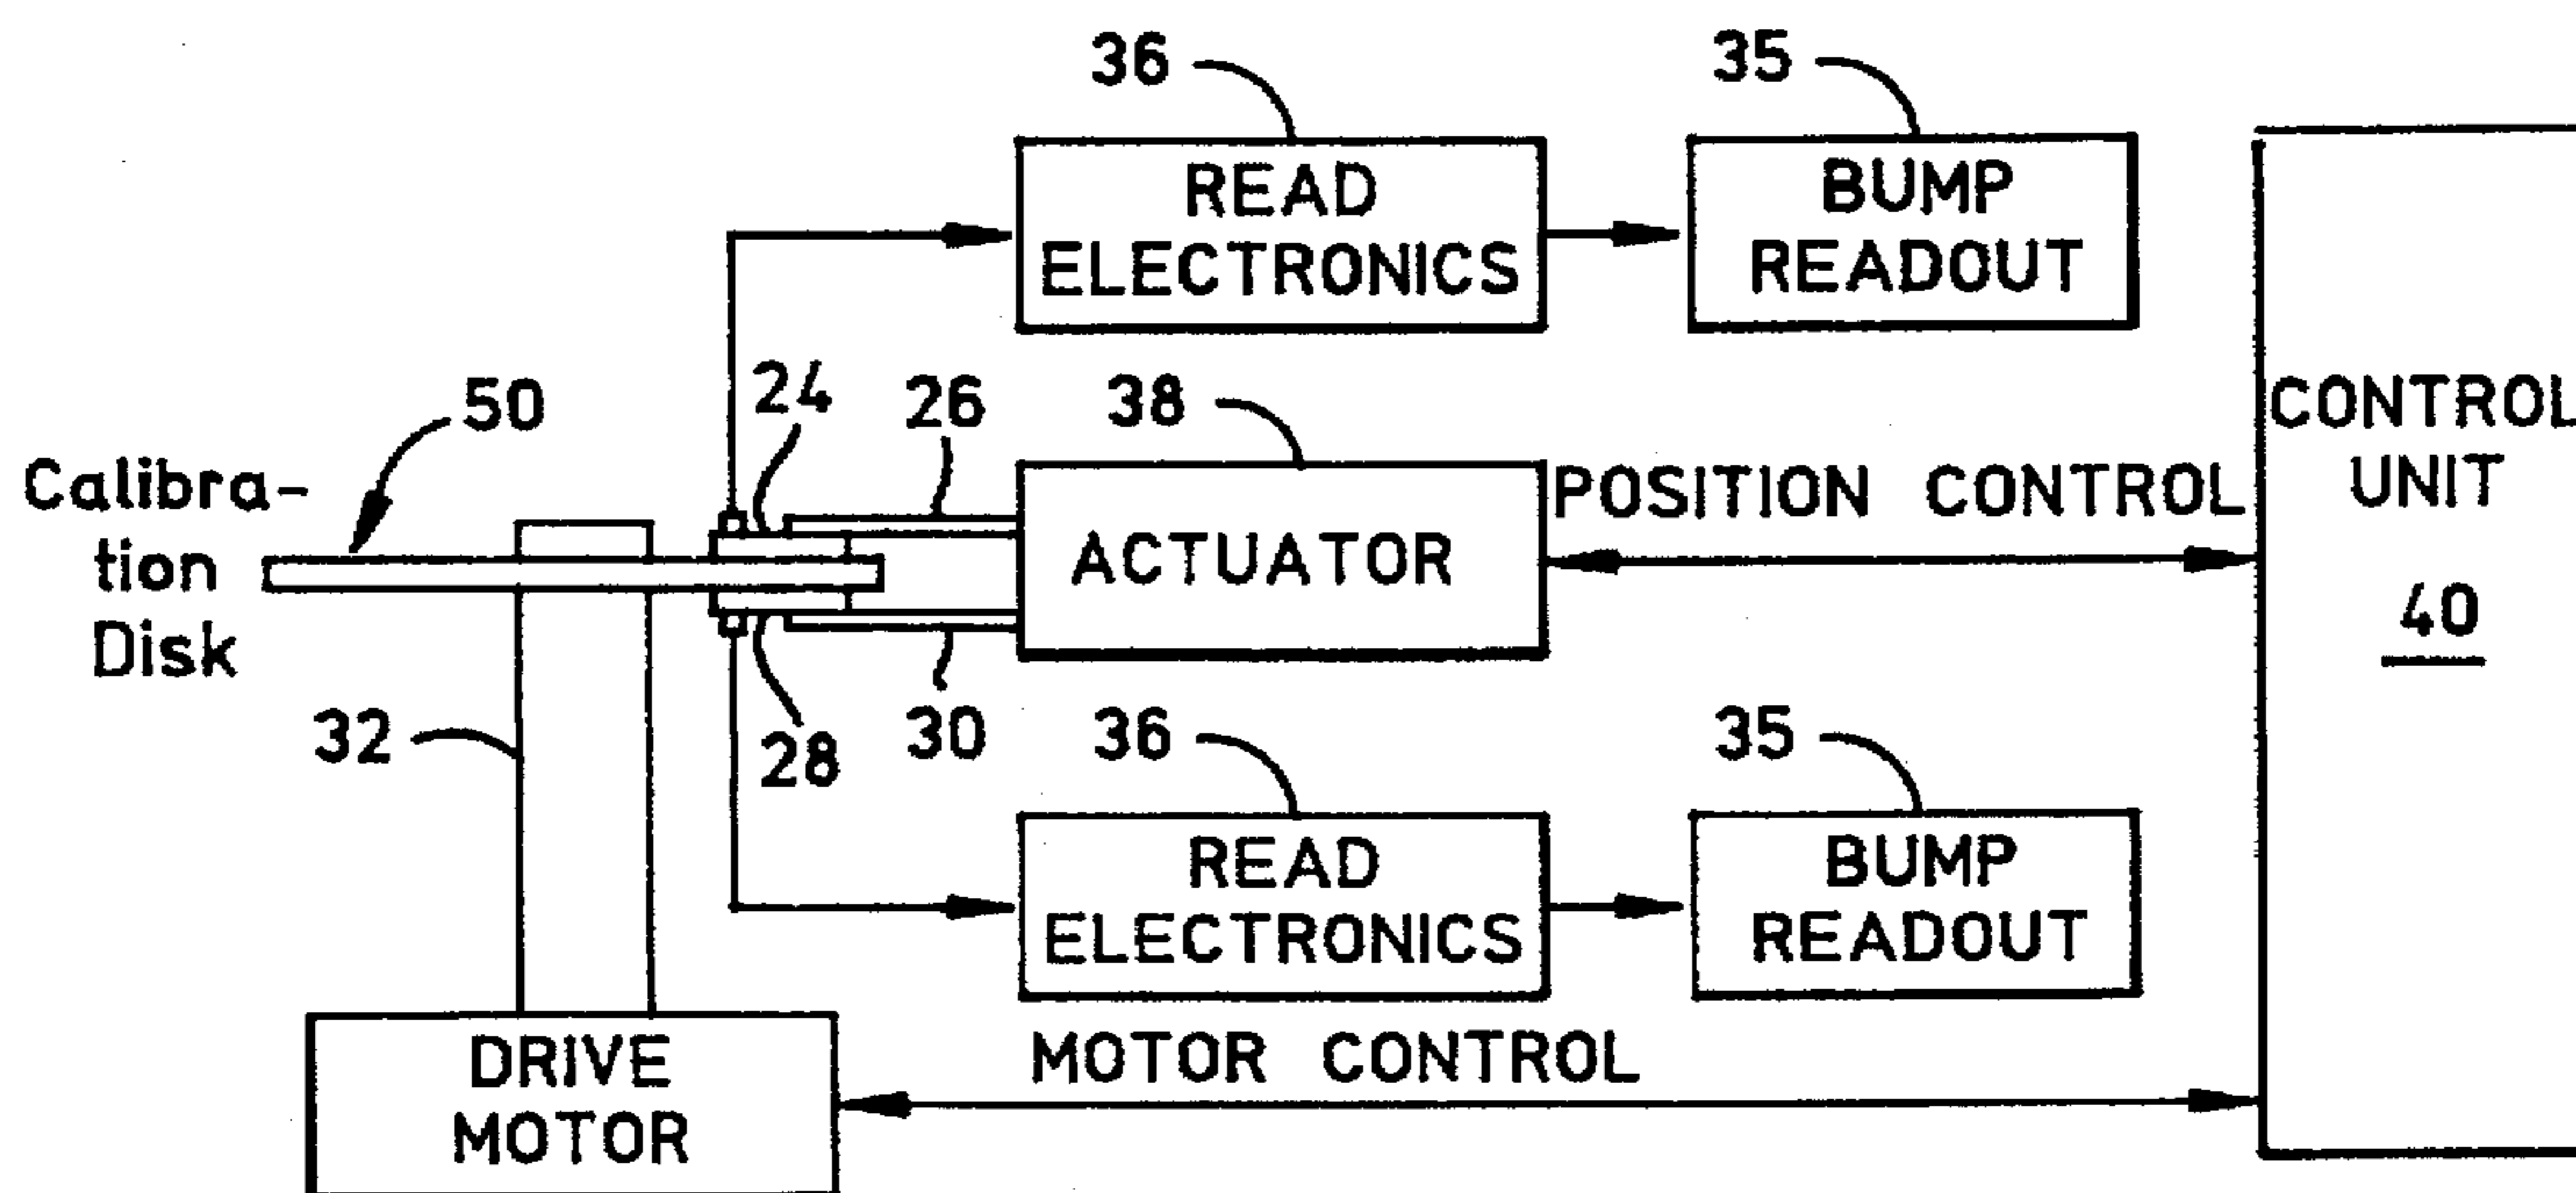 36
35
READ
ELECTRONICS
BUMP
READOUT
50
24
26
38
Calibra-
tion
Disk
ACTUATOR
POSITION CONTROL
CONTROL
UNIT
40
32
28
30
36
35
READ
ELECTRONICS
BUMP
READOUT
DRIVE
MOTOR
MOTOR CONTROL